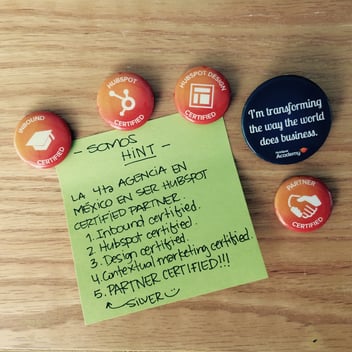 INBOUND
CERTIFIED
HUBSPOT
CERTIFIED
HUBSPOT DESIGN
CERTIFIED
I'm transforming
the way the world
does business.
HubSpot
Academy
PARTNER
CERTIFIED
- SOMOS
HINT -
LA 4ta AGENCIA EN
MÉXICO EN SER HUBSPOT
CERTIFIED PARTNER.
1. Inbound certified.
2. Hubspot certified.
3. Design certified.
4. Contextual marketing certified.
5. PARTNER CERTIFIED!!!
SILVER